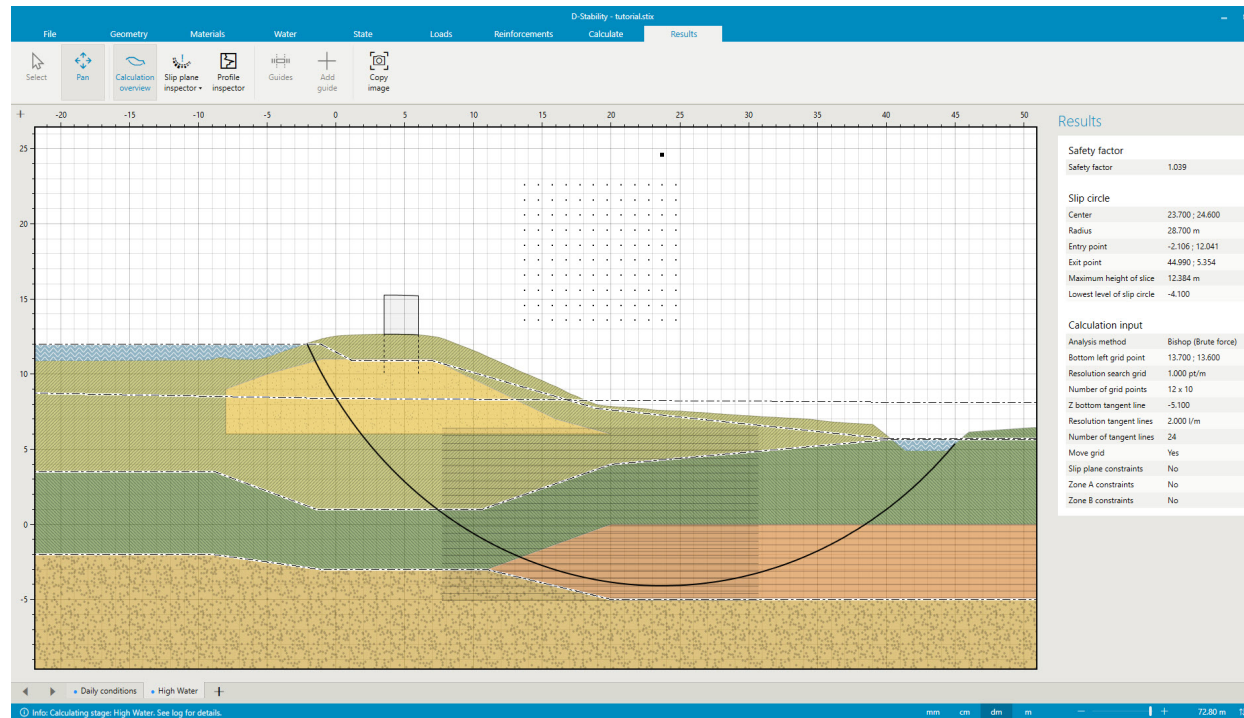 D-Stability - tutorial.stix
File Geometry Materials Water State Loads Reinforcements Calculate Results
Select Pan Calculation overview Slip plane inspector Profile inspector Guides Add guide Copy image
-20 -15 -10 -5 0 5 10 15 20 25 30 35 40 45 50
25
20
15
10
5
0
-5
Results
Safety factor
Safety factor 1.039
Slip circle
Center 23.700 ; 24.600
Radius 28.700 m
Entry point -2.106 ; 12.041
Exit point 44.990 ; 5.354
Maximum height of slice 12.384 m
Lowest level of slip circle -4.100
Calculation input
Analysis method Bishop (Brute force)
Bottom left grid point 13.700 ; 13.600
Resolution search grid 1.000 pt/m
Number of grid points 12 x 10
Z bottom tangent line -5.100
Resolution tangent lines 2.000 l/m
Number of tangent lines 24
Move grid Yes
Slip plane constraints No
Zone A constraints No
Zone B constraints No
Daily conditions High Water
Info: Calculating stage: High Water. See log for details.
mm cm dm m 72.80 m